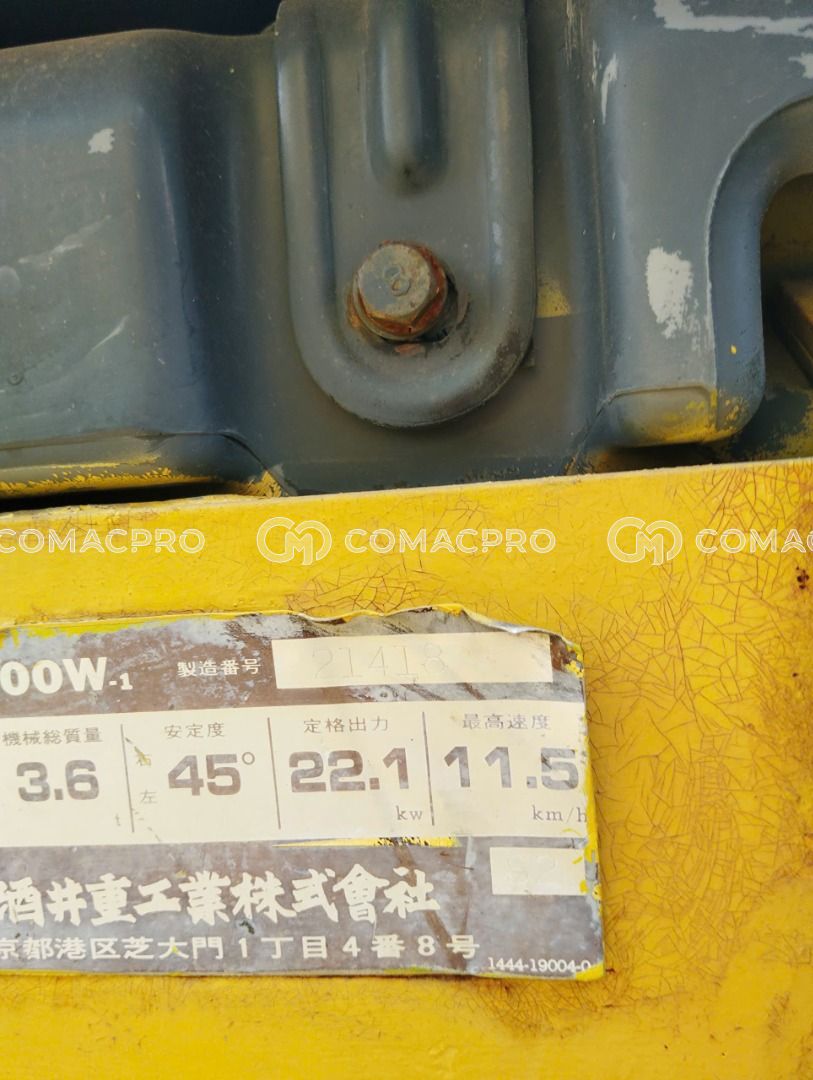 8
COMACPRO COMACPRO COMAC
00W-1 製造番号 21418
機械総質量 安定度 定格出力 最高速度
3.6 t 右 左 45° 22.1 kw 11.5 km/h
酒井重工業株式會社
京都港区芝大門1丁目4番8号 1444-19004-0